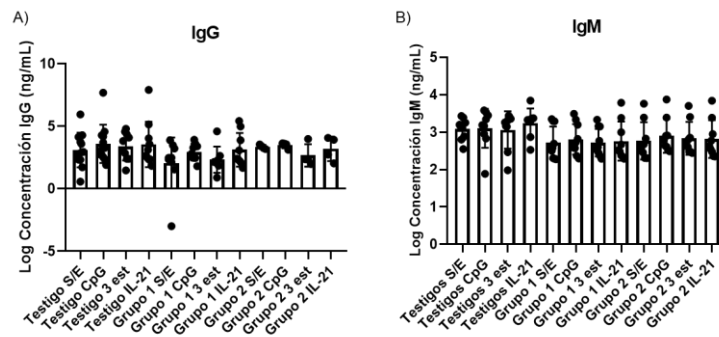 A)
IgG
Log Concentración IgG (ng/mL)
10
5
0
-5
Testigo S/E
Testigo CpG
Testigo 3 est
Testigo IL-21
Grupo 1 S/E
Grupo 1 CpG
Grupo 1 3 est
Grupo 1 IL-21
Grupo 2 S/E
Grupo 2 CpG
Grupo 2 3 est
Grupo 2 IL-21
B)
IgM
Log Concentración IgM (ng/mL)
5
4
3
2
1
0
Testigos S/E
Testigos CpG
Testigos 3 est
Testigos IL-21
Grupo 1 S/E
Grupo 1 CpG
Grupo 1 3 est
Grupo 1 IL-21
Grupo 2 S/E
Grupo 2 CpG
Grupo 2 3 est
Grupo 2 IL-21